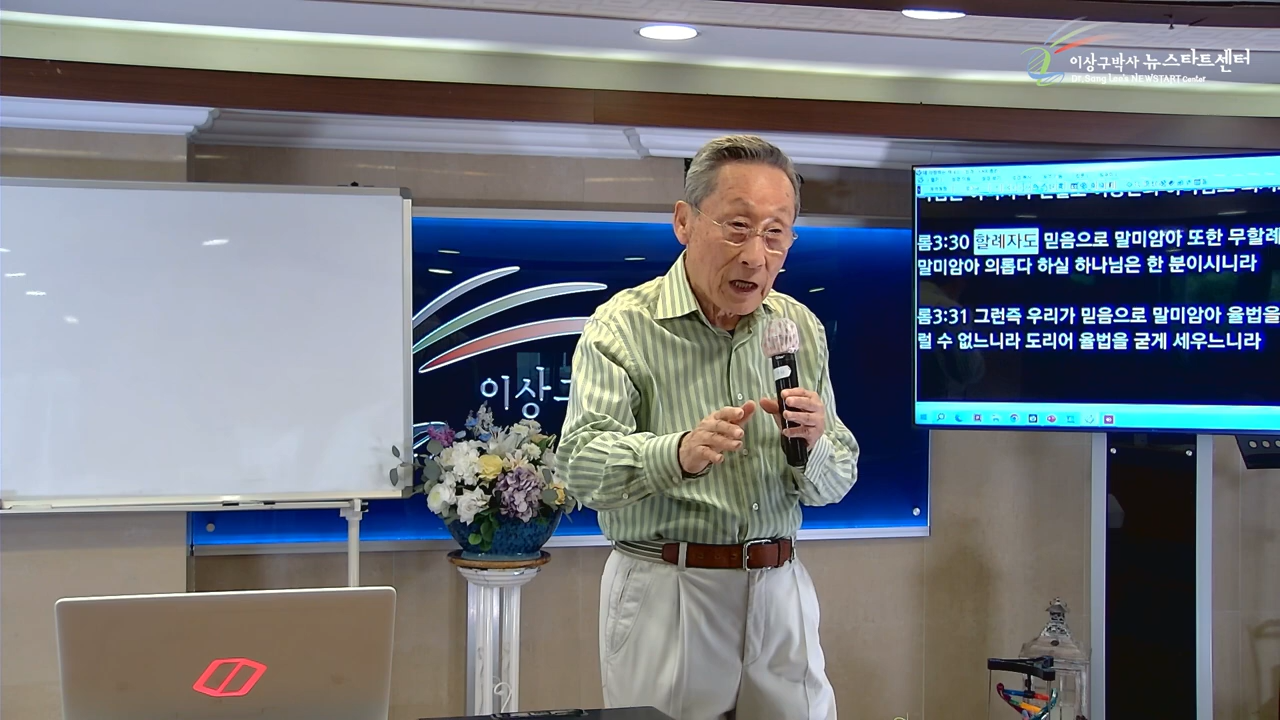 이상구박사 뉴스타트센터
Dr. Sang Lee's NEWSTART Center
롬3:30 할례자도 믿음으로 말미암아 또한 무할례
말미암아 의롭다 하실 하나님은 한 분이시니라
롬3:31 그런즉 우리가 믿음으로 말미암아 율법을
럴 수 없느니라 도리어 율법을 굳게 세우느니라
이상구